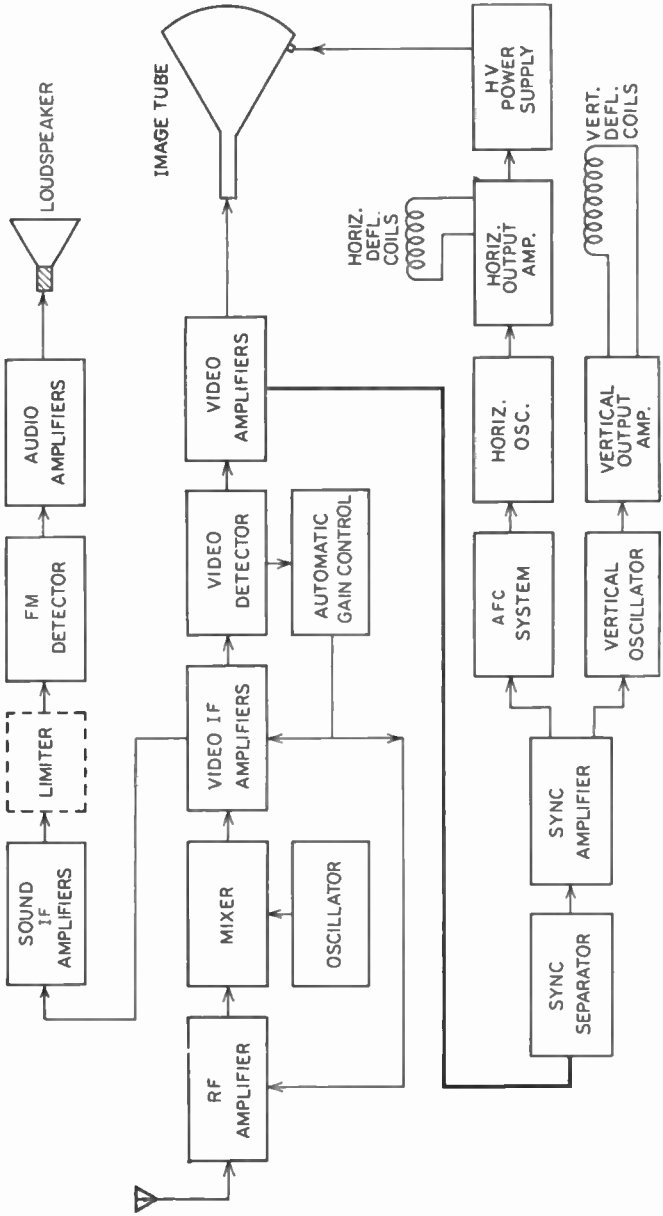 SOUND
IF
AMPLIFIERS
LIMITER
FM
DETECTOR
AUDIO
AMPLIFIERS
LOUDSPEAKER
RF
AMPLIFIER
MIXER
OSCILLATOR
VIDEO IF
AMPLIFIERS
VIDEO
DETECTOR
AUTOMATIC
GAIN CONTROL
VIDEO
AMPLIFIERS
IMAGE TUBE
SYNC
SEPARATOR
SYNC
AMPLIFIER
AFC
SYSTEM
HORIZ.
OSC.
HORIZ.
DEFL.
COILS
HORIZ.
OUTPUT
AMP.
HV
POWER
SUPPLY
VERTICAL
OSCILLATOR
VERTICAL
OUTPUT
AMP.
VERT.
DEFL.
COILS